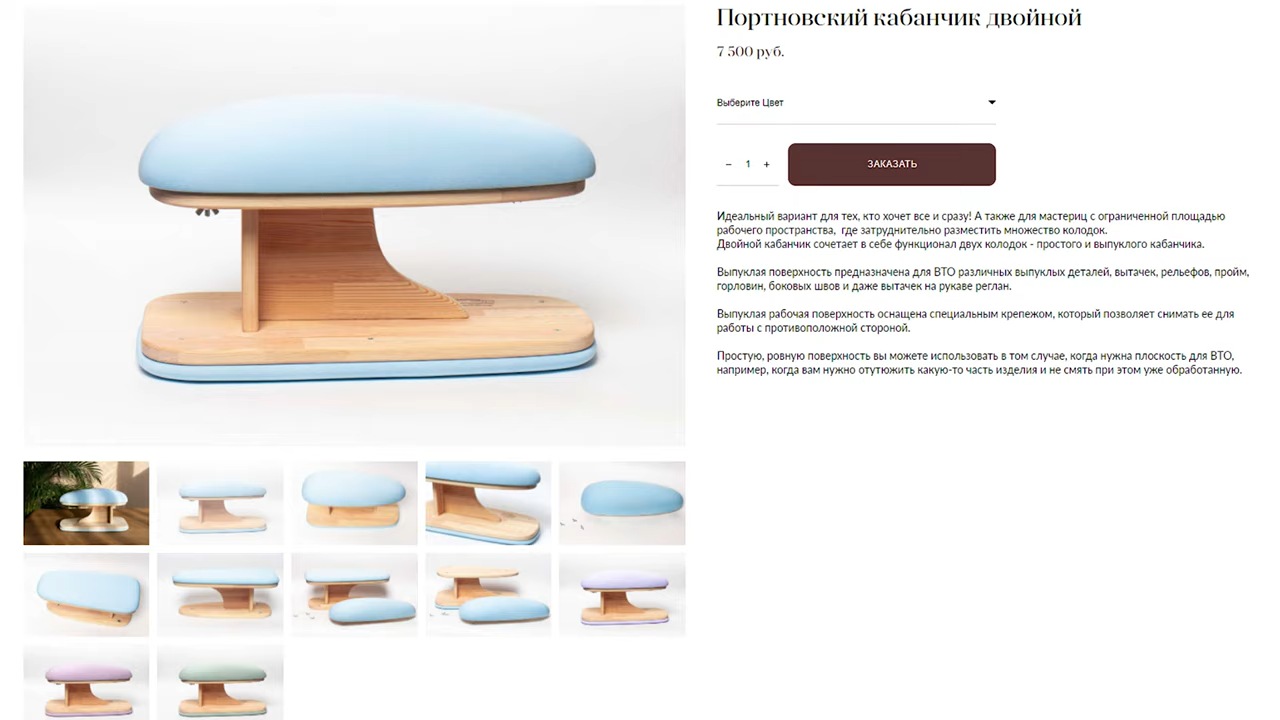 Портновский кабанчик двойной
7 500 руб.
Выберите Цвет
− 1 +
ЗАКАЗАТЬ
Идеальный вариант для тех, кто хочет все и сразу! А также для мастериц с ограниченной площадью
рабочего пространства, где затруднительно разместить множество колодок.
Двойной кабанчик сочетает в себе функционал двух колодок - простого и выпуклого кабанчика.
Выпуклая поверхность предназначена для ВТО различных выпуклых деталей, вытачек, рельефов, пройм,
горловин, боковых швов и даже вытачек на рукаве реглан.
Выпуклая рабочая поверхность оснащена специальным крепежом, который позволяет снимать ее для
работы с противоположной стороной.
Простую, ровную поверхность вы можете использовать в том случае, когда нужна плоскость для ВТО,
например, когда вам нужно отутюжить какую-то часть изделия и не смять при этом уже обработанную.